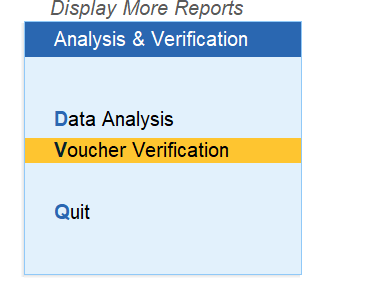 Display More Reports
Analysis & Verification
Data Analysis
Voucher Verification
Quit